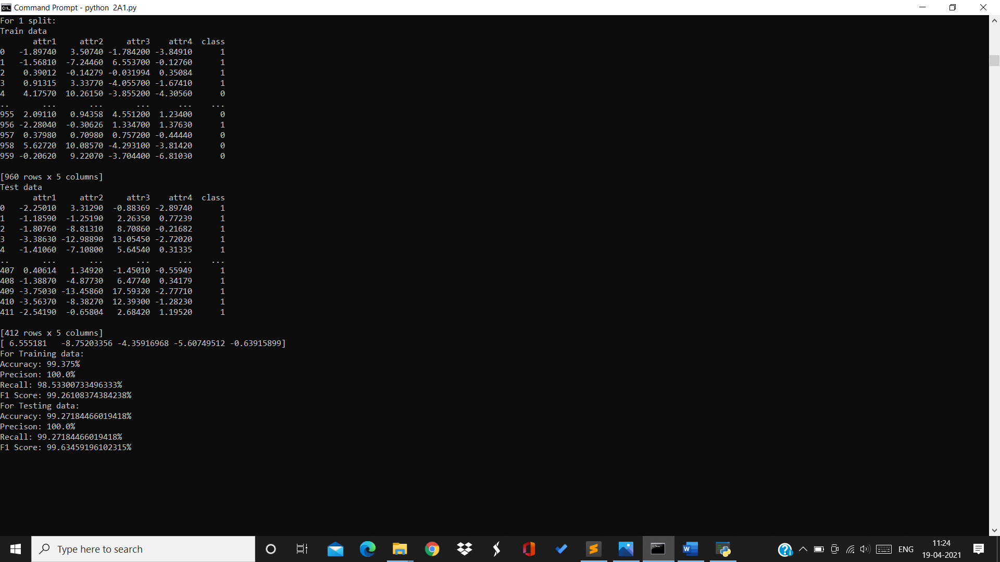 Command Prompt - python  2A1.py
For 1 split:
Train data
       attr1     attr2     attr3    attr4  class
0   -1.89740   3.50740 -1.784200 -3.84910      1
1   -1.56810  -7.24460  6.553700 -0.12760      1
2    0.39012  -0.14279 -0.031994  0.35084      1
3    0.91315   3.33770 -4.055700 -1.67410      1
4    4.17570  10.26150 -3.855200 -4.30560      0
..       ...       ...       ...      ...    ...
955  2.09110   0.94358  4.551200  1.23400      0
956 -2.28040  -0.30626  1.334700  1.37630      1
957  0.37980   0.70980  0.757200 -0.44440      0
958  5.62720  10.08570 -4.293100 -3.81420      0
959 -0.20620   9.22070 -3.704400 -6.81030      0

[960 rows x 5 columns]
Test data
       attr1     attr2     attr3    attr4  class
0   -2.25010   3.31290  -0.88369 -2.89740      1
1   -1.18590  -1.25190   2.26350  0.77239      1
2   -1.80760  -8.81310   8.70860 -0.21682      1
3   -3.38630 -12.98890  13.05450 -2.72020      1
4   -1.41060  -7.10800   5.64540  0.31335      1
..       ...       ...       ...      ...    ...
407  0.40614   1.34920  -1.45010 -0.55949      1
408 -1.38870  -4.87730   6.47740  0.34179      1
409 -3.75030 -13.45860  17.59320 -2.77710      1
410 -3.56370  -8.38270  12.39300 -1.28230      1
411 -2.54190  -0.65804   2.68420  1.19520      1

[412 rows x 5 columns]
[ 6.555181   -8.75203356 -4.35916968 -5.60749512 -0.63915899]
For Training data:
Accuracy: 99.375%
Precison: 100.0%
Recall: 98.53300733496333%
F1 Score: 99.26108374384238%
For Testing data:
Accuracy: 99.27184466019418%
Precison: 100.0%
Recall: 99.27184466019418%
F1 Score: 99.63459196102315%
Type here to search
ENG
11:24
19-04-2021